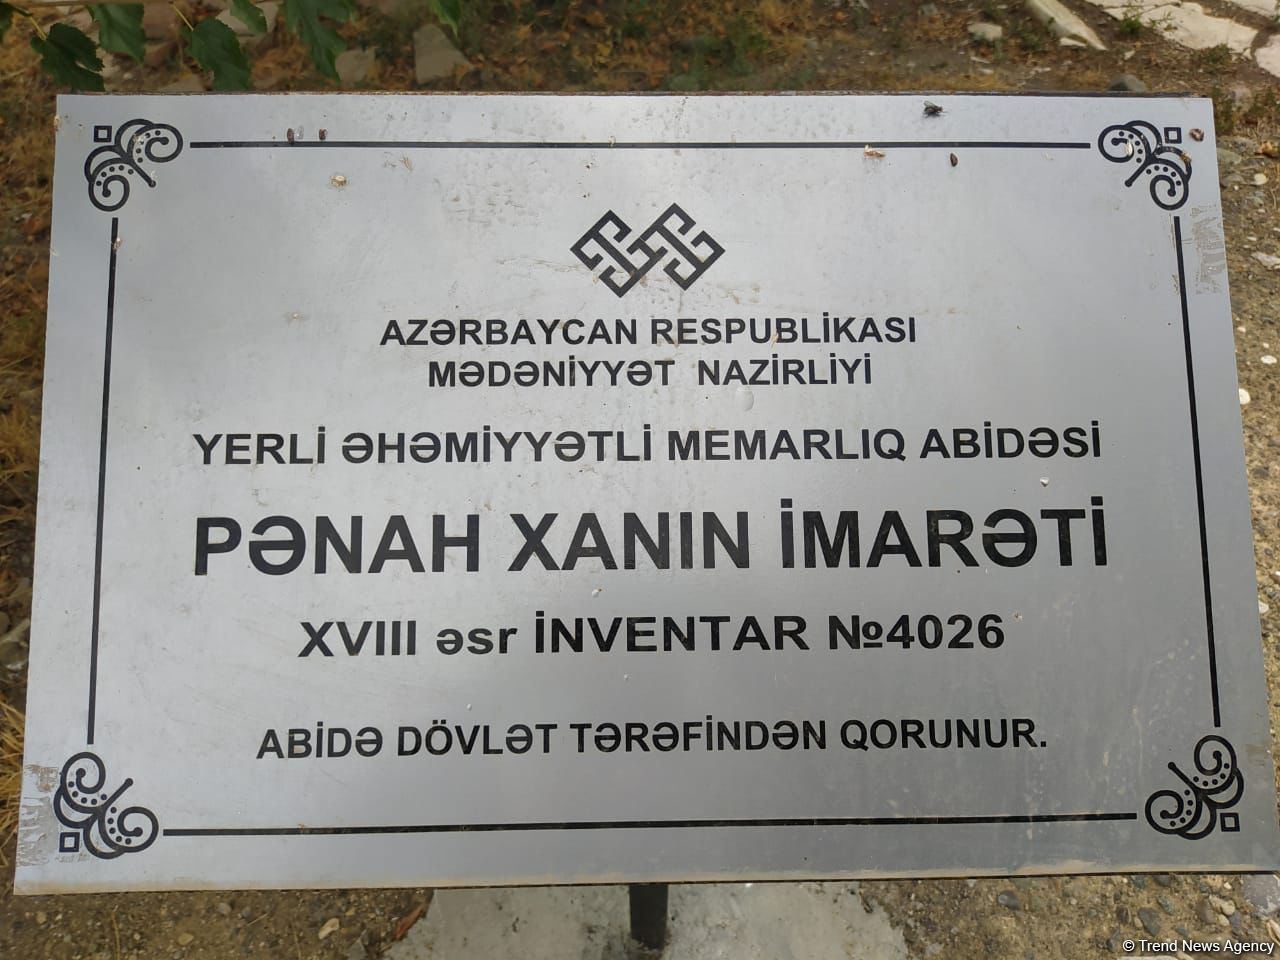 AZƏRBAYCAN RESPUBLİKASI
MƏDƏNİYYƏT NAZİRLİYİ
YERLİ ƏHƏMİYYƏTLİ MEMARLIQ ABİDƏSİ
PƏNAH XANIN İMARƏTİ
XVIII əsr İNVENTAR №4026
ABİDƏ DÖVLƏT TƏRƏFİNDƏN QORUNUR.
© Trend News Agency